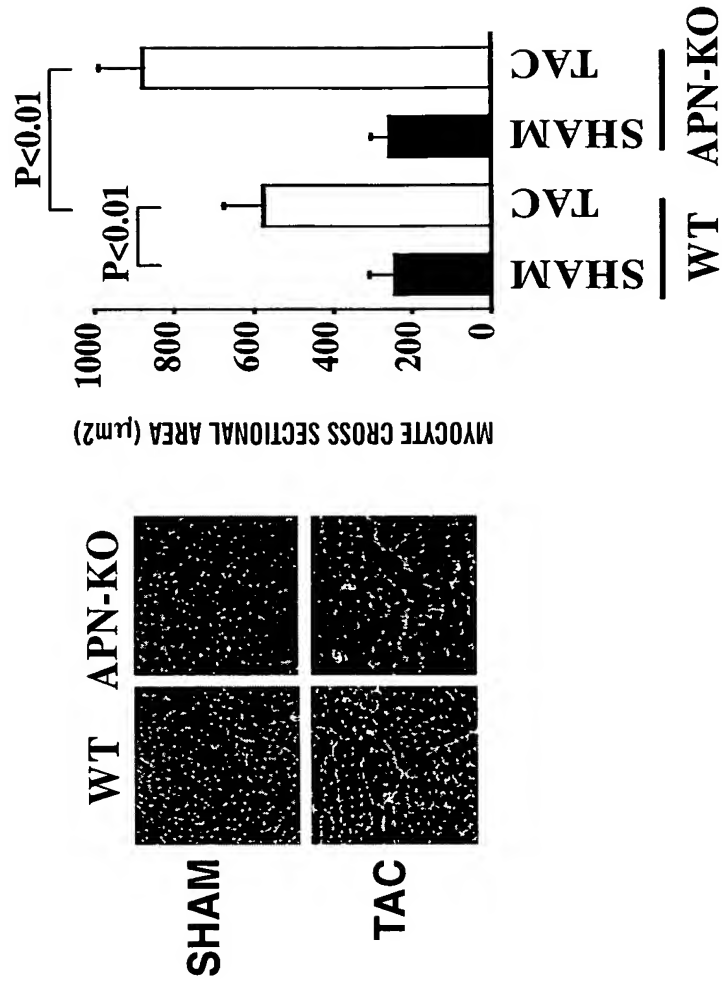 WT APN-KO
SHAM
TAC
MYOCYTE CROSS SECTIONAL AREA (μm2)
1000
800
600
400
200
0
P<0.01
P<0.01
SHAM
TAC
SHAM
TAC
WT
APN-KO